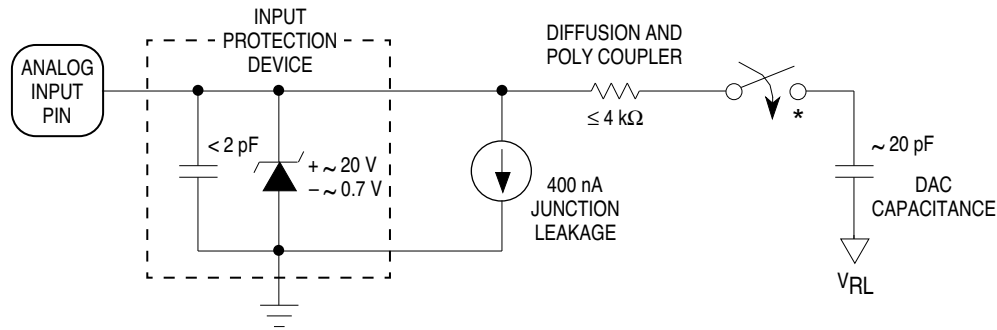 ANALOG
INPUT
PIN
INPUT
PROTECTION
DEVICE
< 2 pF
+ ~ 20 V
– ~ 0.7 V
400 nA
JUNCTION
LEAKAGE
DIFFUSION AND
POLY COUPLER
≤ 4 kΩ
*
~ 20 pF
DAC
CAPACITANCE
VRL